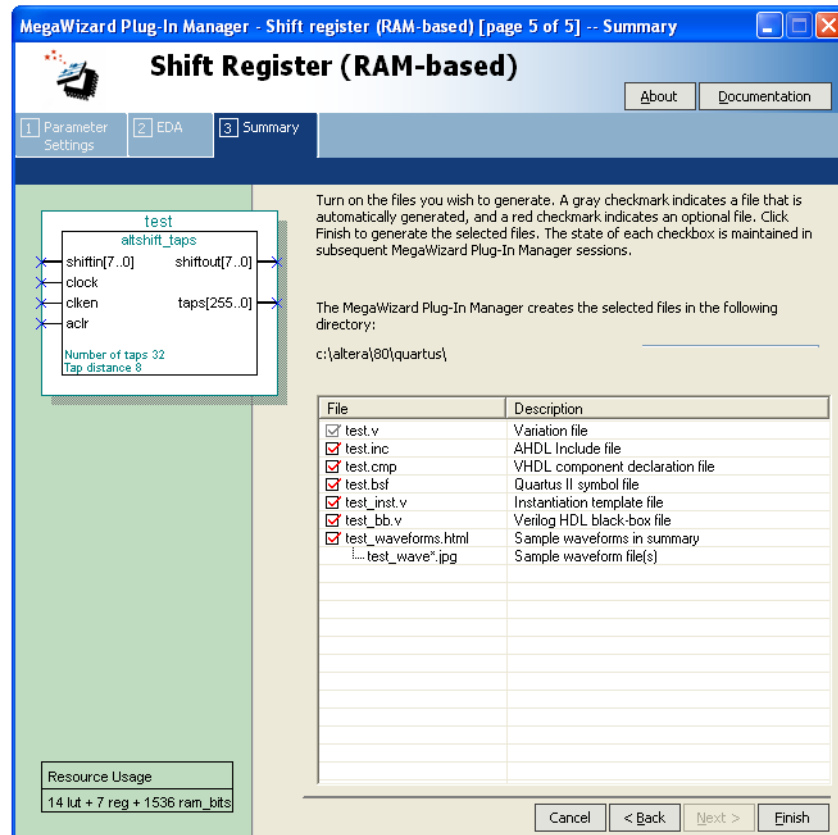 MegaWizard Plug-In Manager - Shift register (RAM-based) [page 5 of 5] -- Summary
Shift Register (RAM-based)
About
Documentation
1 Parameter Settings
2 EDA
3 Summary
test
altshift_taps
shiftin[7..0] shiftout[7..0]
clock
clken taps[255..0]
aclr
Number of taps 32
Tap distance 8
Turn on the files you wish to generate. A gray checkmark indicates a file that is
automatically generated, and a red checkmark indicates an optional file. Click
Finish to generate the selected files. The state of each checkbox is maintained in
subsequent MegaWizard Plug-In Manager sessions.
The MegaWizard Plug-In Manager creates the selected files in the following
directory:
c:\altera\80\quartus\
File Description
test.v Variation file
test.inc AHDL Include file
test.cmp VHDL component declaration file
test.bsf Quartus II symbol file
test_inst.v Instantiation template file
test_bb.v Verilog HDL black-box file
test_waveforms.html Sample waveforms in summary
test_wave*.jpg Sample waveform file(s)
Resource Usage
14 lut + 7 reg + 1536 ram_bits
Cancel
< Back
Next >
Finish